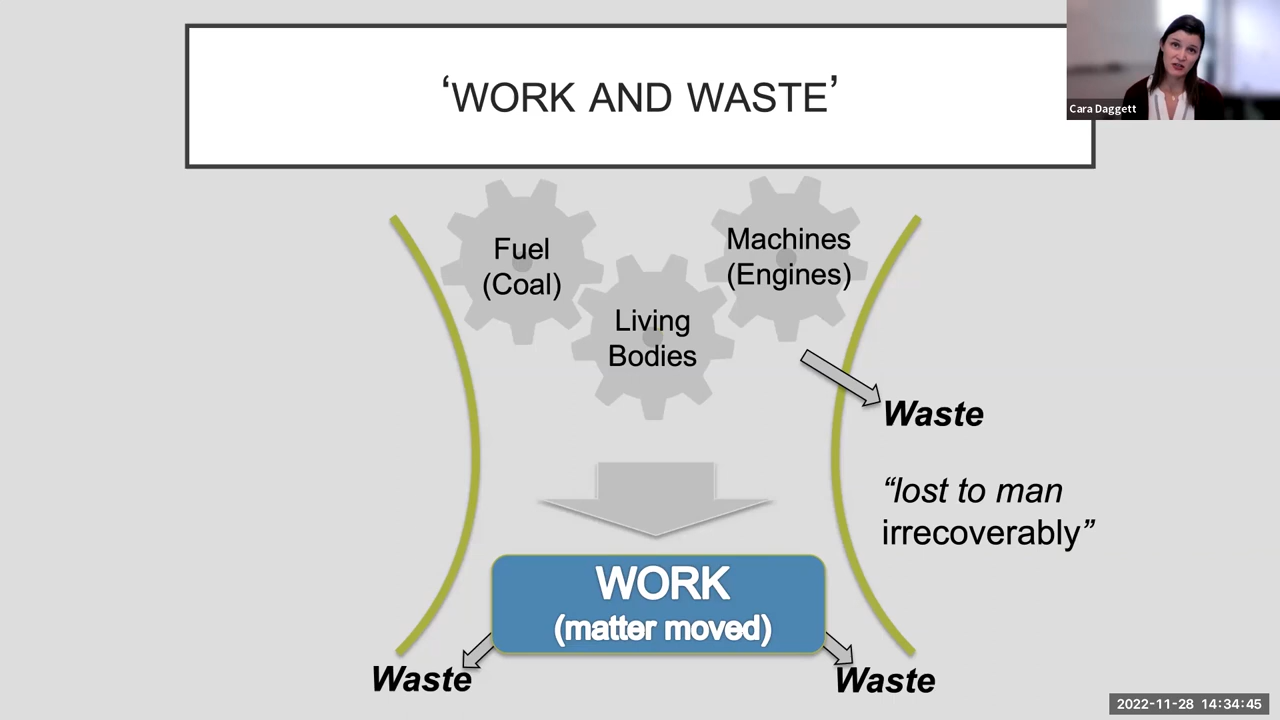 ‘WORK AND WASTE’
Cara Daggett
Fuel
(Coal)
Machines
(Engines)
Living
Bodies
Waste
“lost to man
irrecoverably”
WORK
(matter moved)
Waste
Waste
2022-11-28 14:34:45